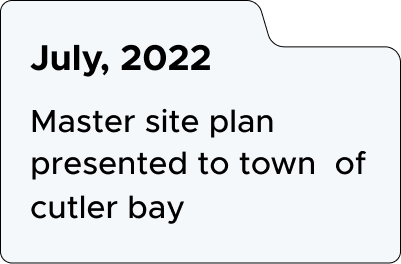 July, 2022
Master site plan
presented to town  of
cutler bay